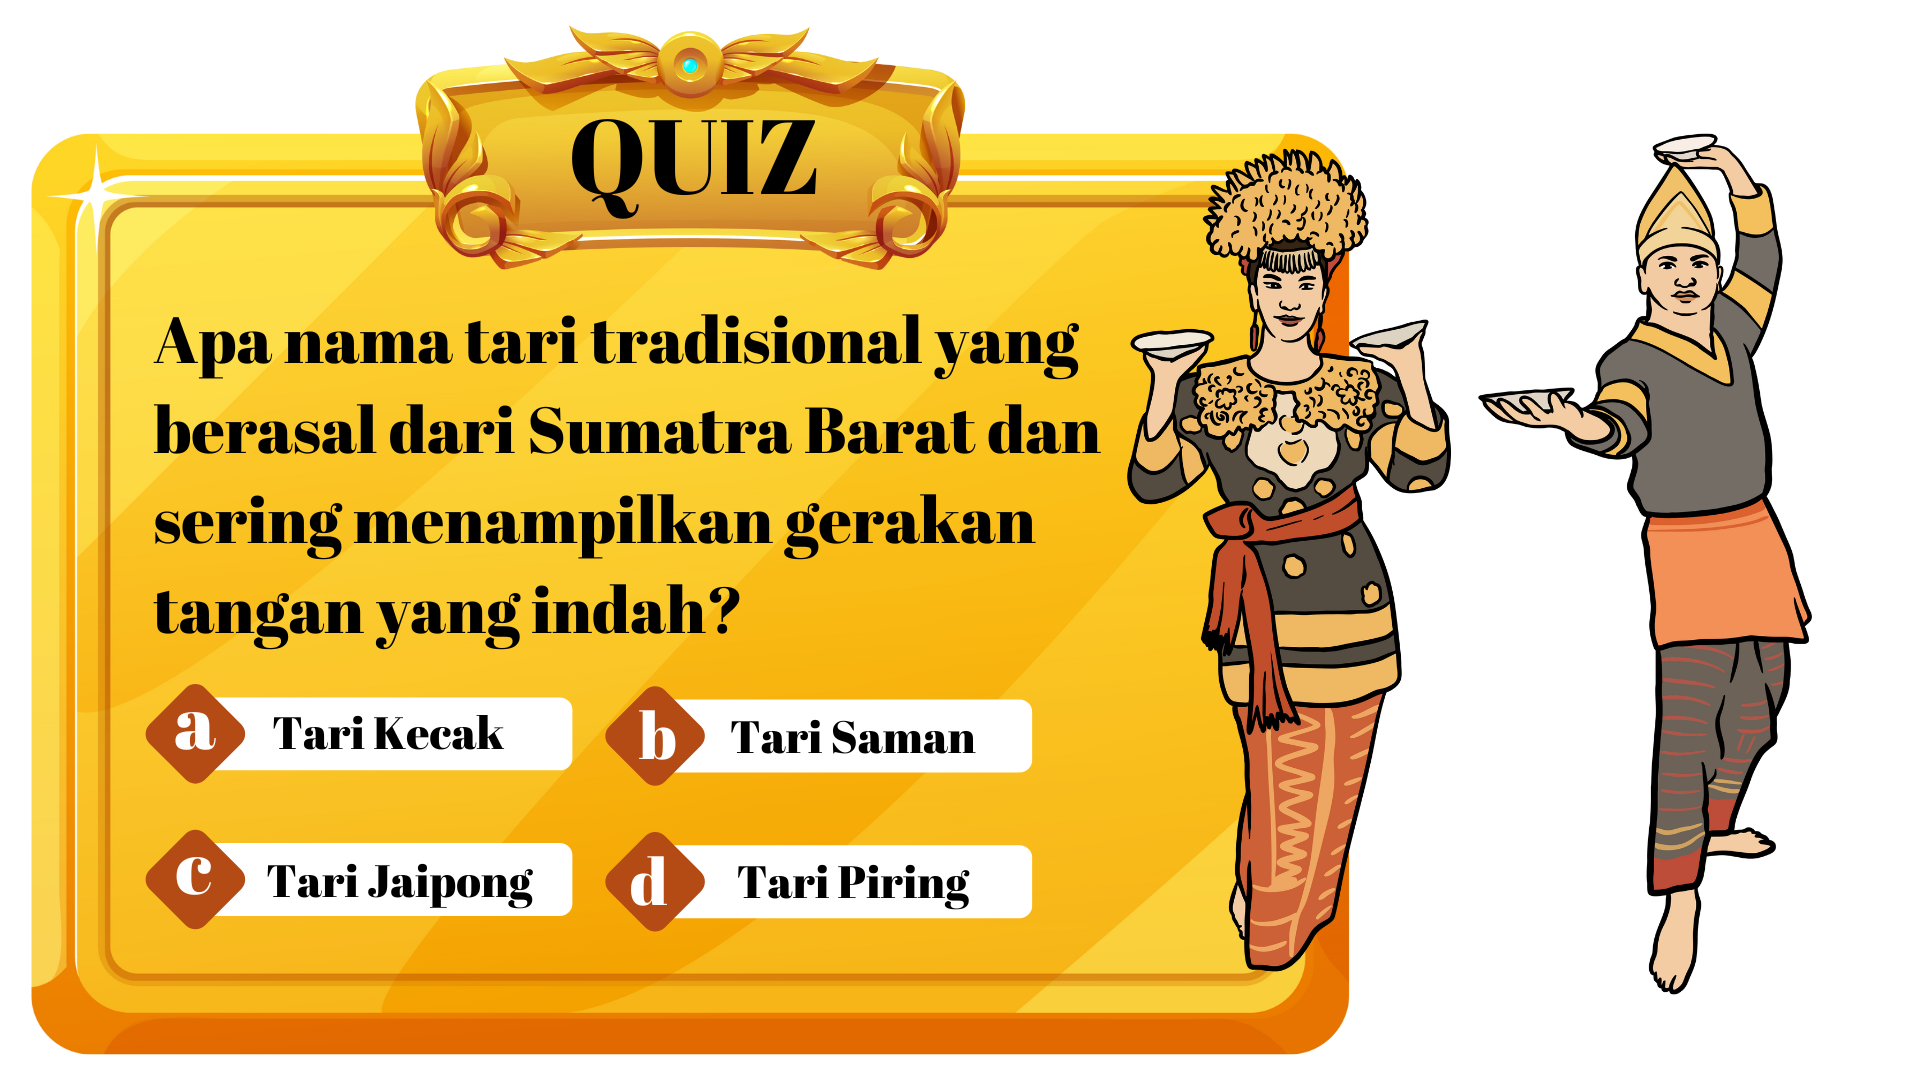 QUIZ
Apa nama tari tradisional yang
berasal dari Sumatra Barat dan
sering menampilkan gerakan
tangan yang indah?
a Tari Kecak
b Tari Saman
c Tari Jaipong
d Tari Piring